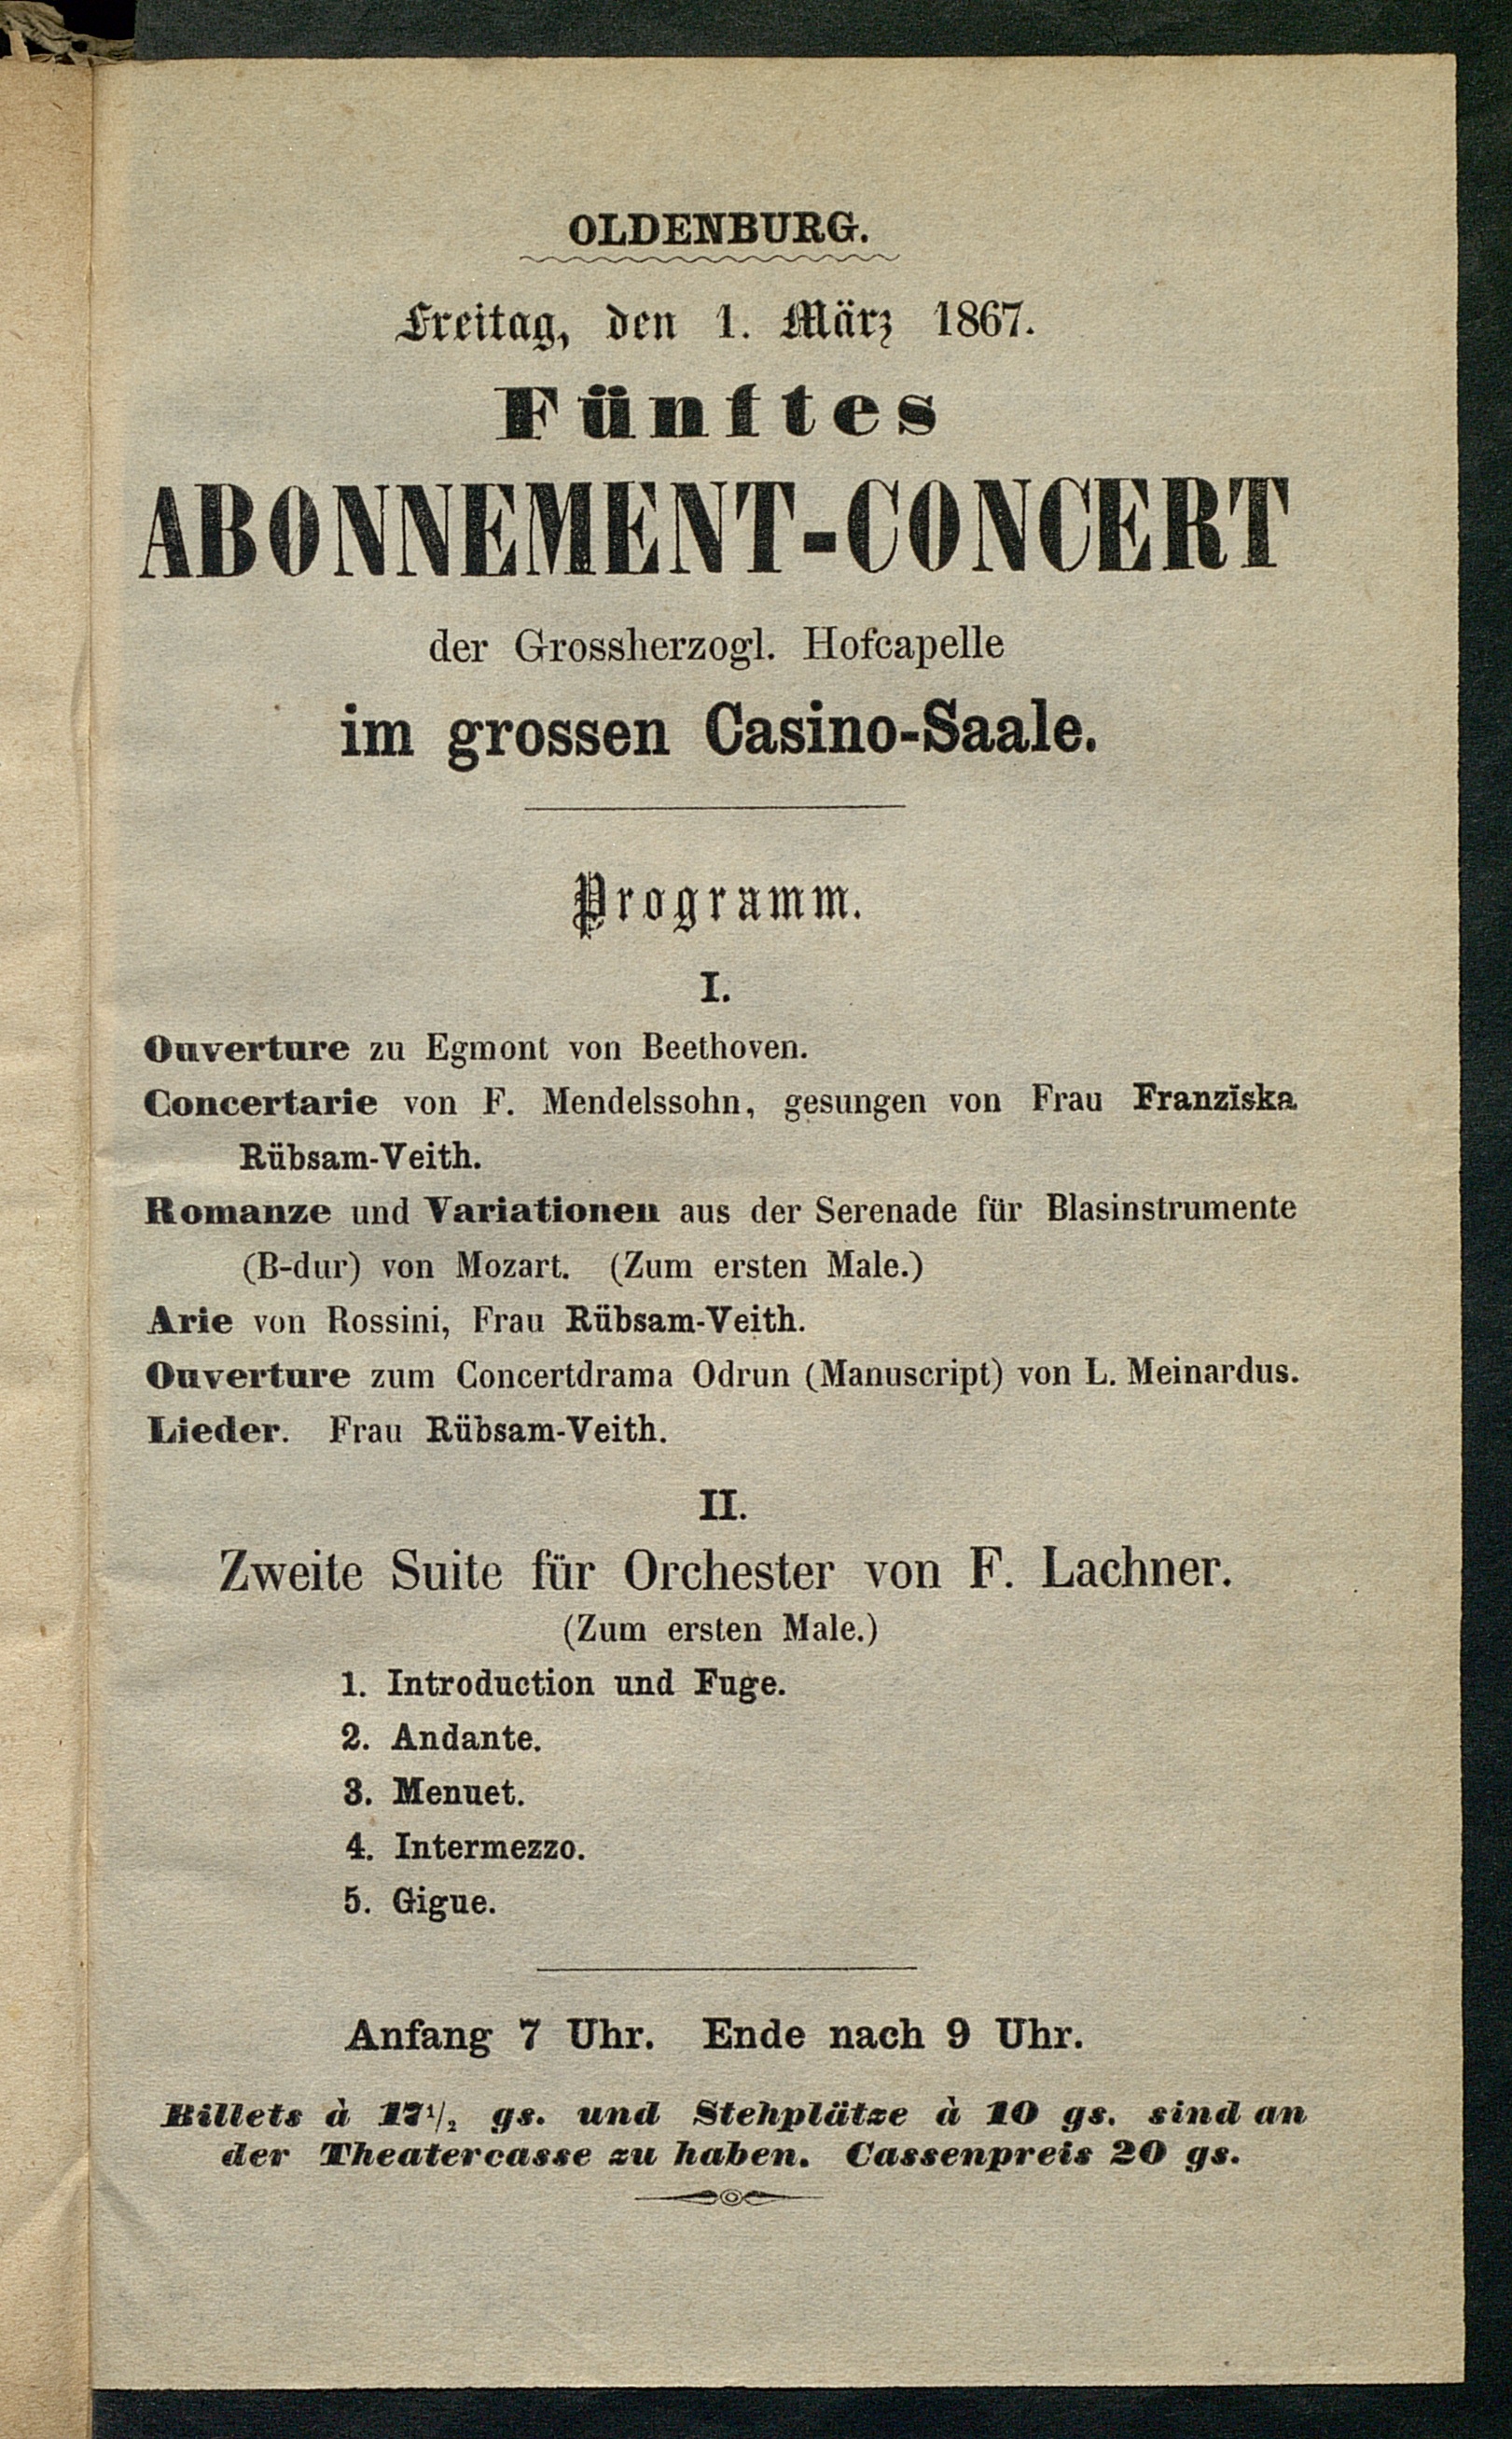 OLDENBURG.
Freitag, den 1. März 1867.
Fünftes
ABONNEMENT-CONCERT
der Grossherzogl. Hofcapelle
im grossen Casino-Saale.
Programm.
I.
Ouverture zu Egmont von Beethoven.
Concertarie von F. Mendelssohn, gesungen von Frau Franziska
Rübsam-Veith.
Romanze und Variationen aus der Serenade für Blasinstrumente
(B-dur) von Mozart. (Zum ersten Male.)
Arie von Rossini, Frau Rübsam-Veith.
Ouverture zum Concertdrama Odrun (Manuscript) von L. Meinardus.
Lieder. Frau Rübsam-Veith.
II.
Zweite Suite für Orchester von F. Lachner.
(Zum ersten Male.)
1. Introduction und Fuge.
2. Andante.
3. Menuet.
4. Intermezzo.
5. Gigue.
Anfang 7 Uhr. Ende nach 9 Uhr.
Billets à 17 1/2 gs. und Stehplätze à 10 gs. sind an
der Theatercasse zu haben. Cassenpreis 20 gs.